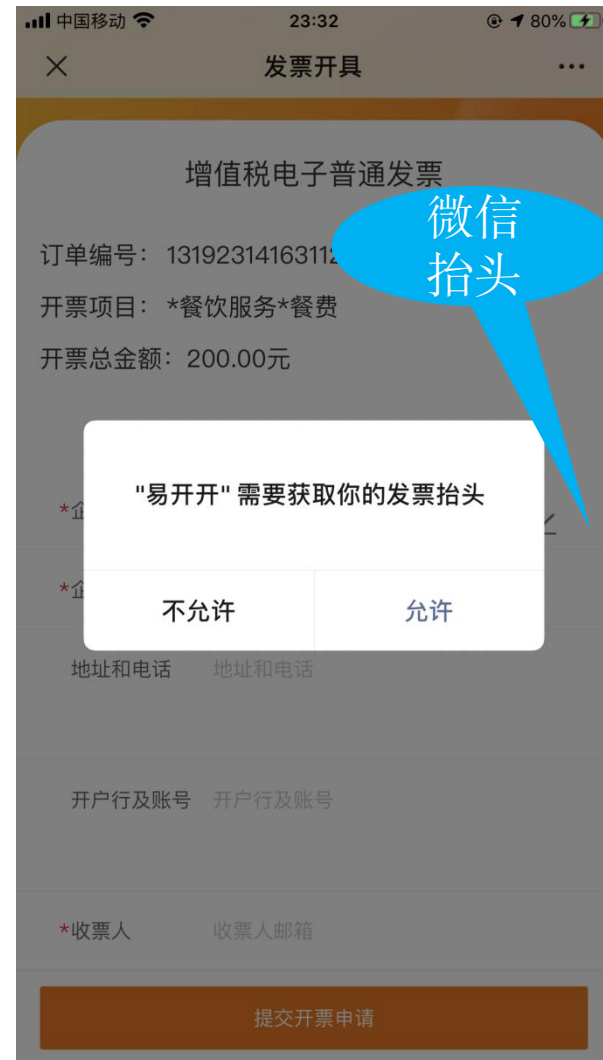 中国移动
23:32
80%
发票开具
增值税电子普通发票
微信
抬头
订单编号：1319231416311
开票项目：*餐饮服务*餐费
开票总金额：200.00元
"易开开" 需要获取你的发票抬头
*企
*企
不允许
允许
地址和电话 地址和电话
开户行及账号 开户行及账号
*收票人 收票人邮箱
提交开票申请